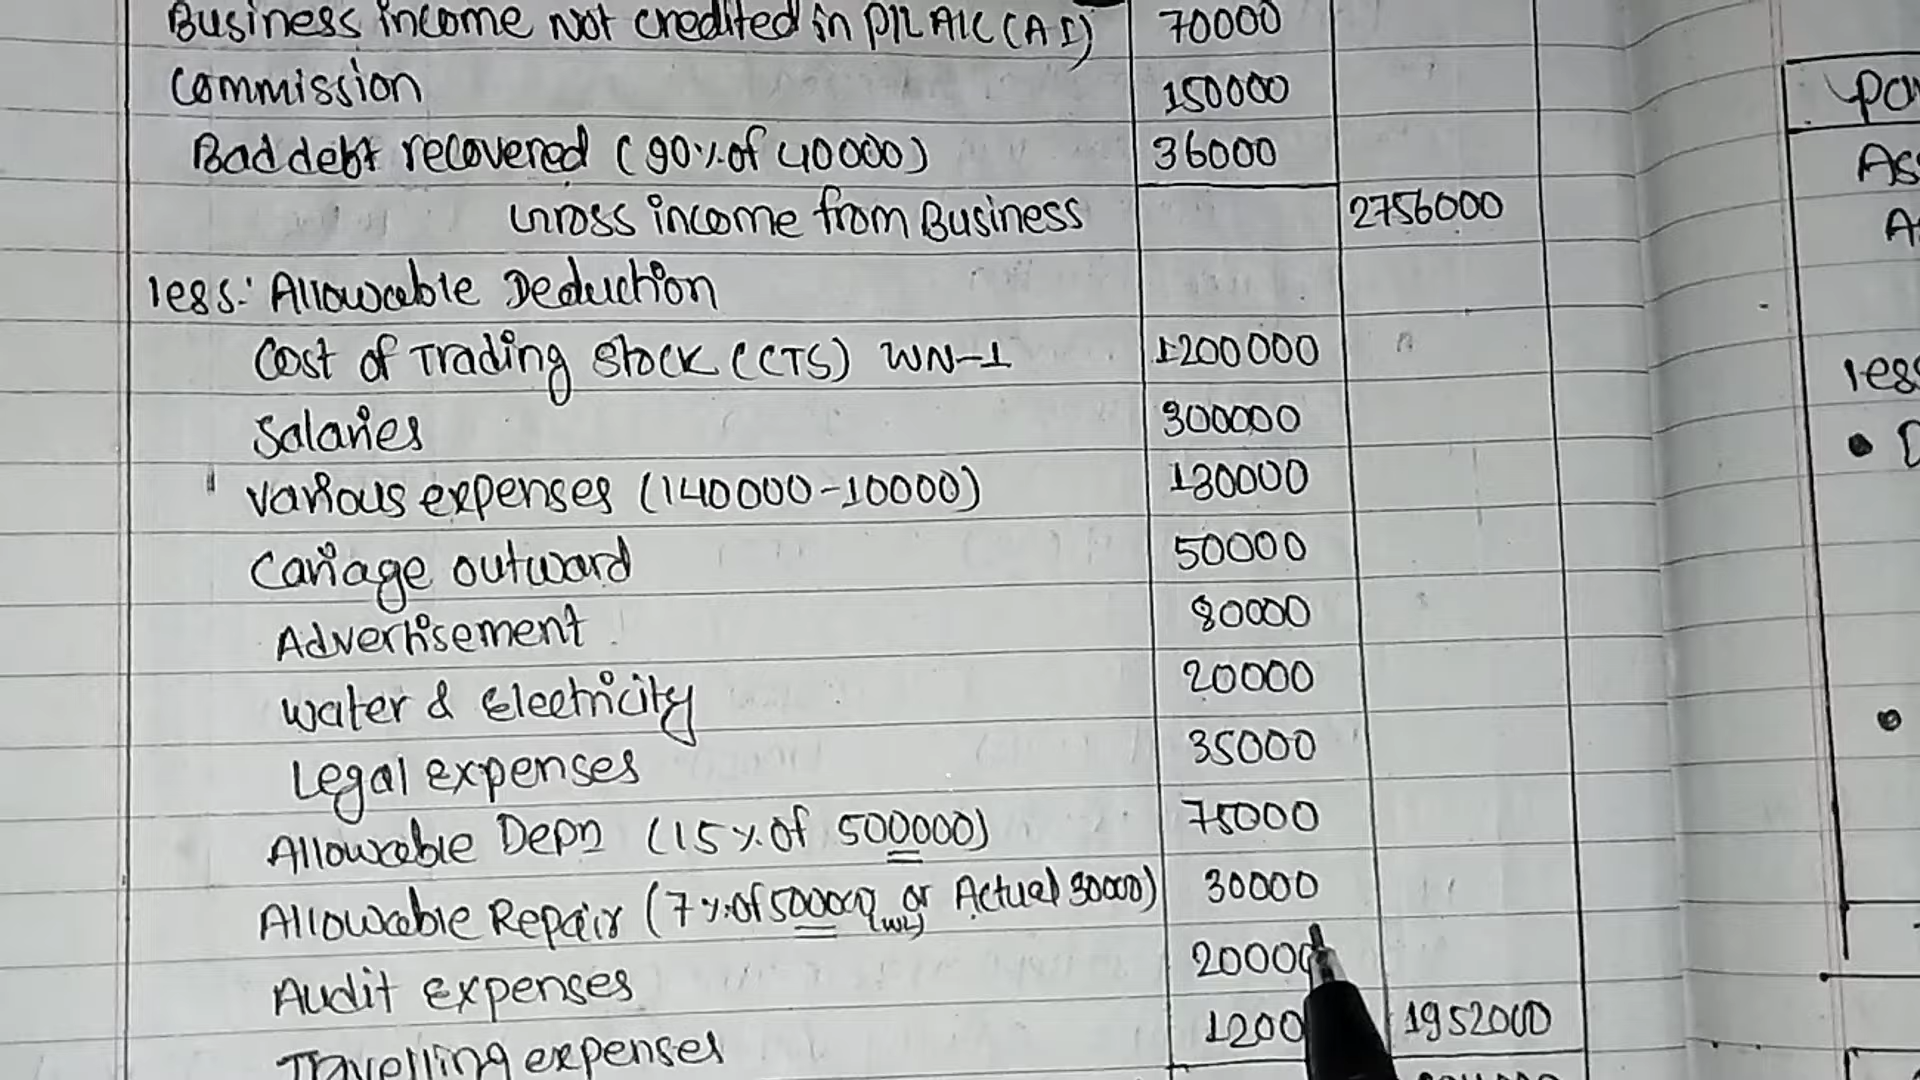 Business income not credited in P/L A/C (A I) 70000
Commission 150000
Bad debt recovered (90% of 40000) 36000
Gross income from Business 2756000
less: Allowable Deduction
Cost of Trading stock (CTS) WN-1 1200000
Salaries 300000
Various expenses (140000-10000) 130000
Carriage outward 50000
Advertisement 80000
Water & Electricity 20000
Legal expenses 35000
Allowable Depn (15% of 500000) 75000
Allowable Repair (7% of 500000 or Actual 30000) 30000
Audit expenses 20000
Travelling expenses 1200 1952000
As
A
less
D